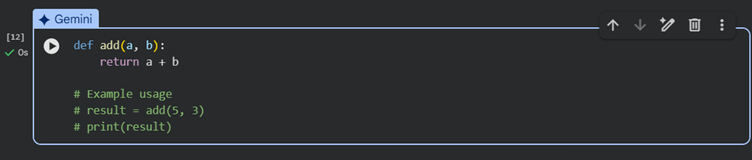 Gemini
[12]
0s
def add(a, b):
    return a + b

# Example usage
# result = add(5, 3)
# print(result)